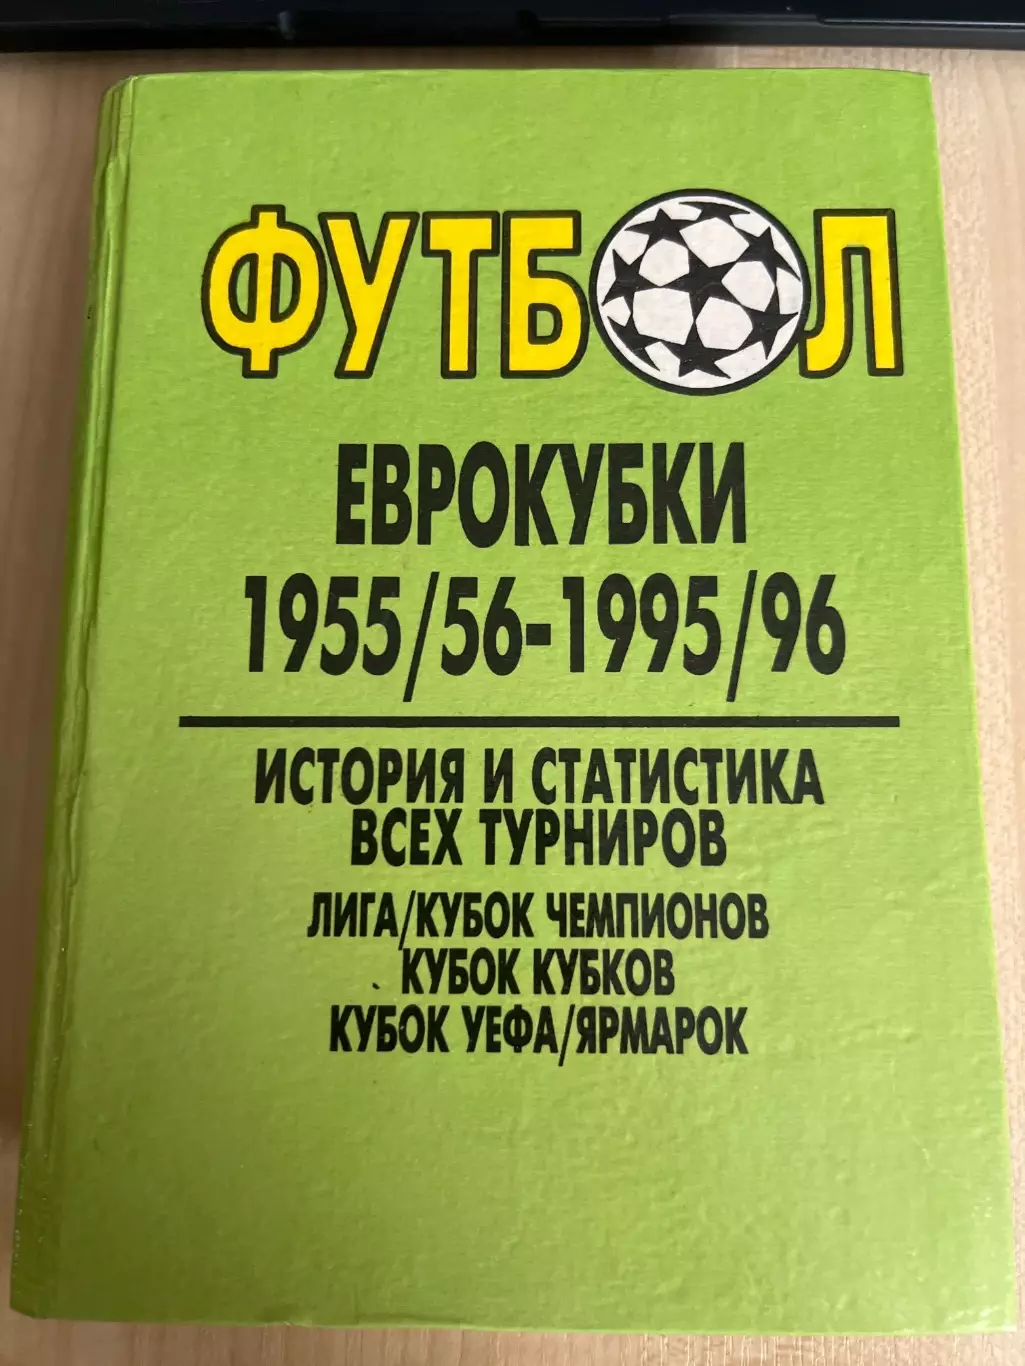 ФУТБОЛ
ЕВРОКУБКИ
1955/56-1995/96
ИСТОРИЯ И СТАТИСТИКА
ВСЕХ ТУРНИРОВ
ЛИГА/КУБОК ЧЕМПИОНОВ
КУБОК КУБКОВ
КУБОК УЕФА/ЯРМАРОК